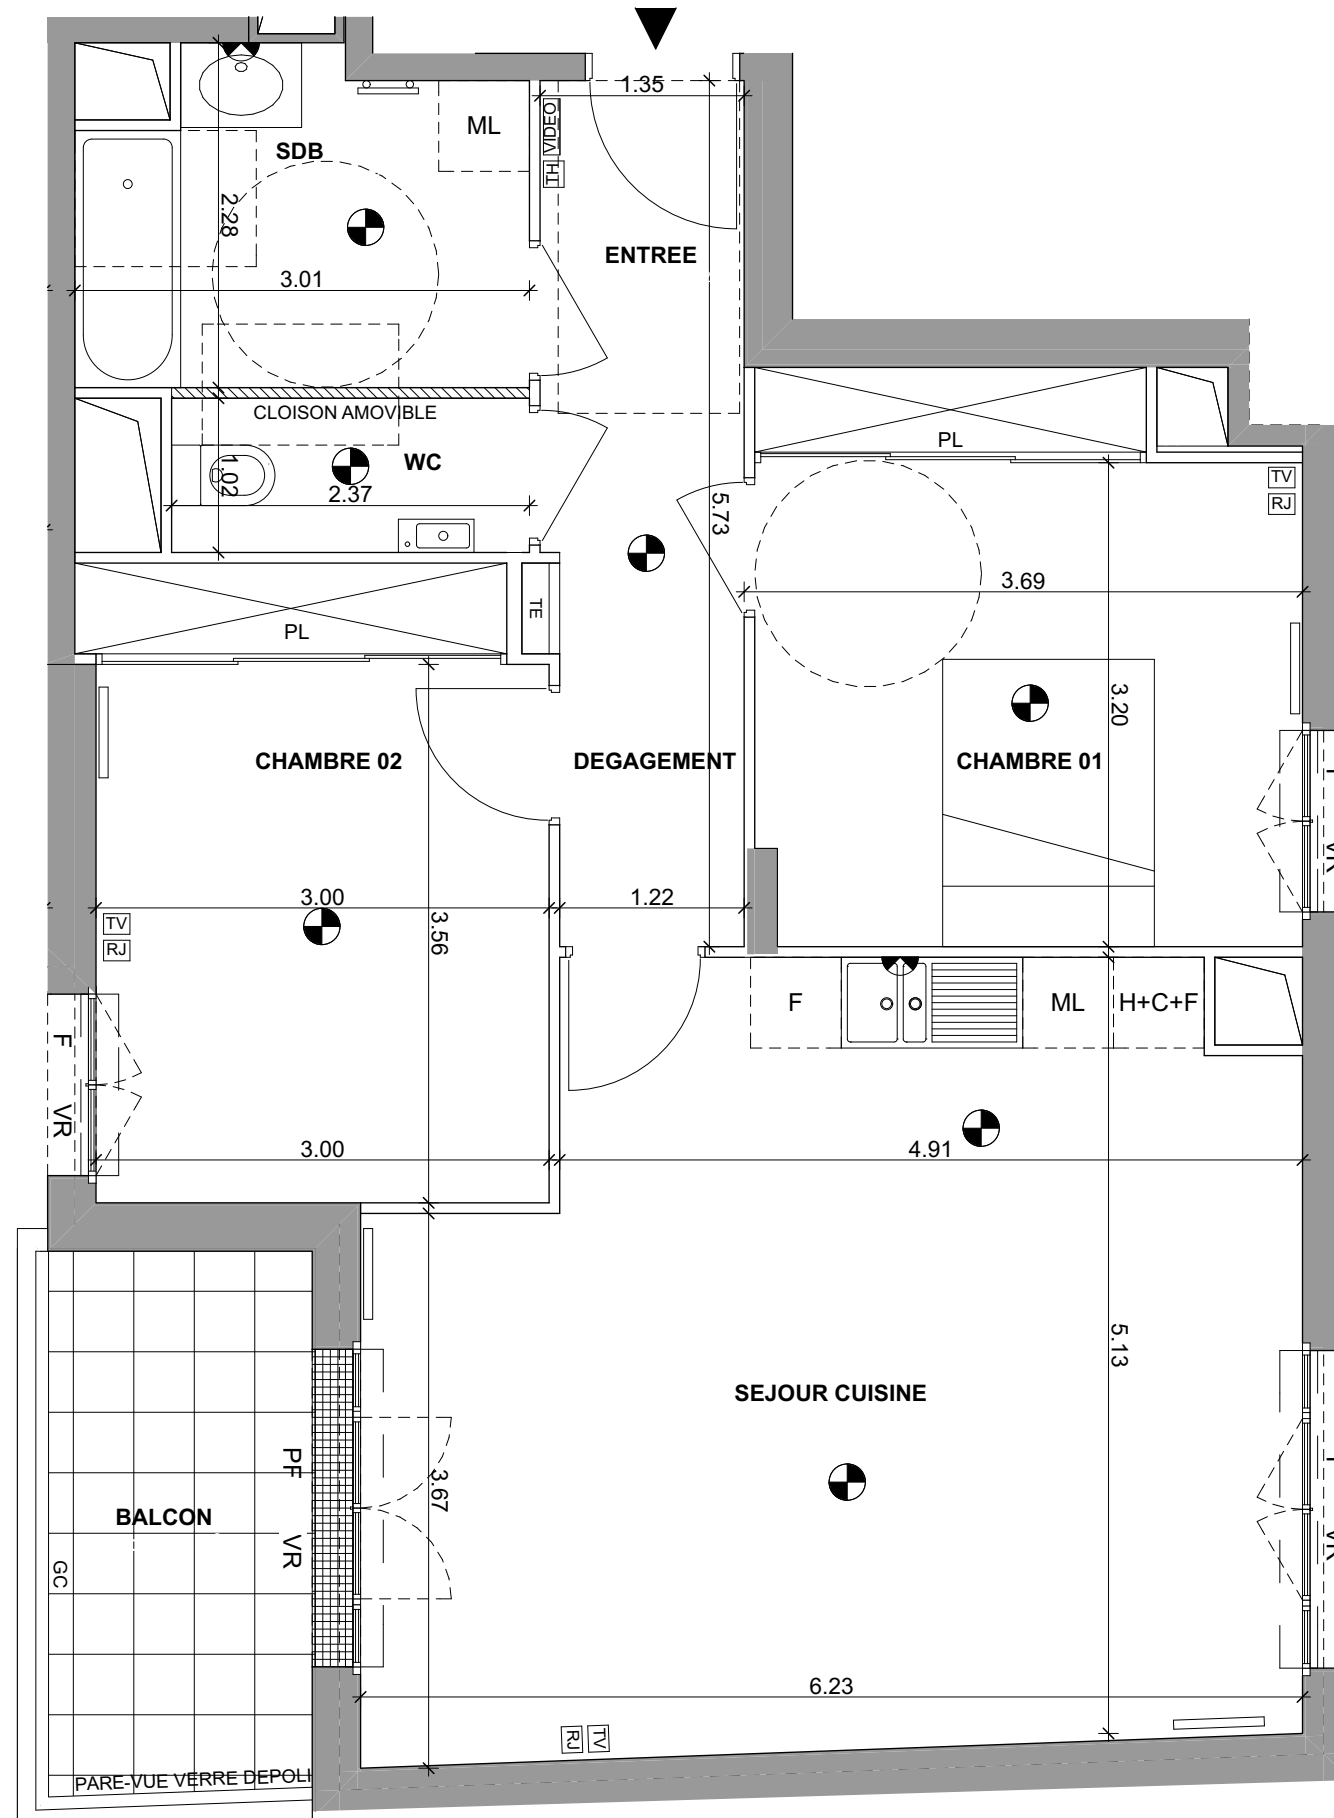 1.35
ML
VIDEO
TH
SDB
2.28
ENTREE
3.01
CLOISON AMOVIBLE
WC
PL
1.02
2.37
5.73
TV
RJ
3.69
TE
PL
3.20
CHAMBRE 02
DEGAGEMENT
CHAMBRE 01
VR
3.00
1.22
TV
RJ
3.56
F
ML
H+C+F
F
VR
3.00
4.91
5.13
SEJOUR CUISINE
PF
3.67
BALCON
VR
VR
GC
6.23
RJ
TV
PARE-VUE VERRE DEPOLI